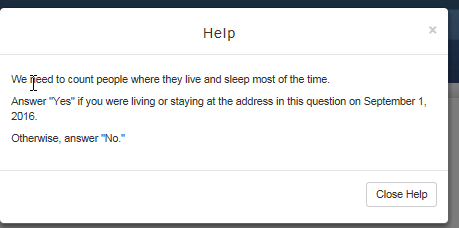 Help
×
We need to count people where they live and sleep most of the time.
Answer "Yes" if you were living or staying at the address in this question on September 1,
2016.
Otherwise, answer "No."
Close Help